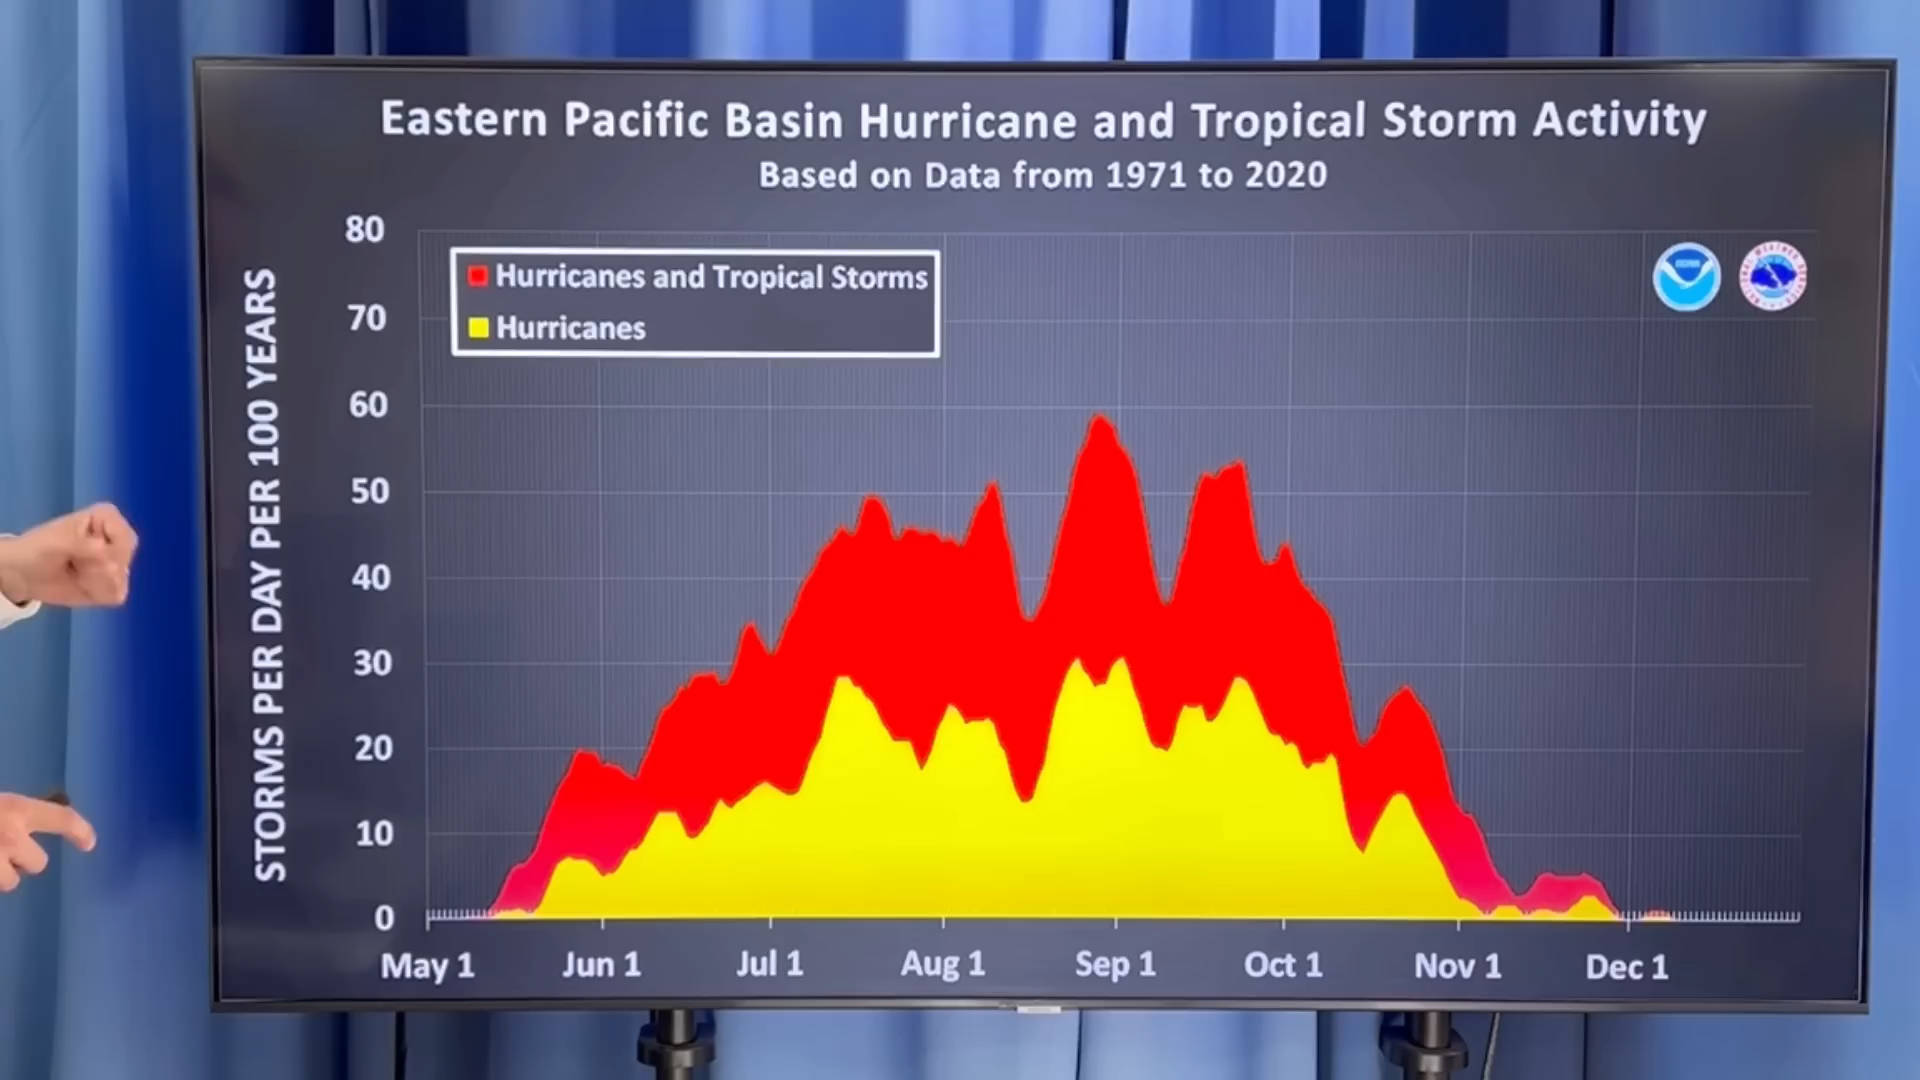 Eastern Pacific Basin Hurricane and Tropical Storm Activity
Based on Data from 1971 to 2020
Hurricanes and Tropical Storms
Hurricanes
STORMS PER DAY PER 100 YEARS
80
70
60
50
40
30
20
10
0
May 1 Jun 1 Jul 1 Aug 1 Sep 1 Oct 1 Nov 1 Dec 1